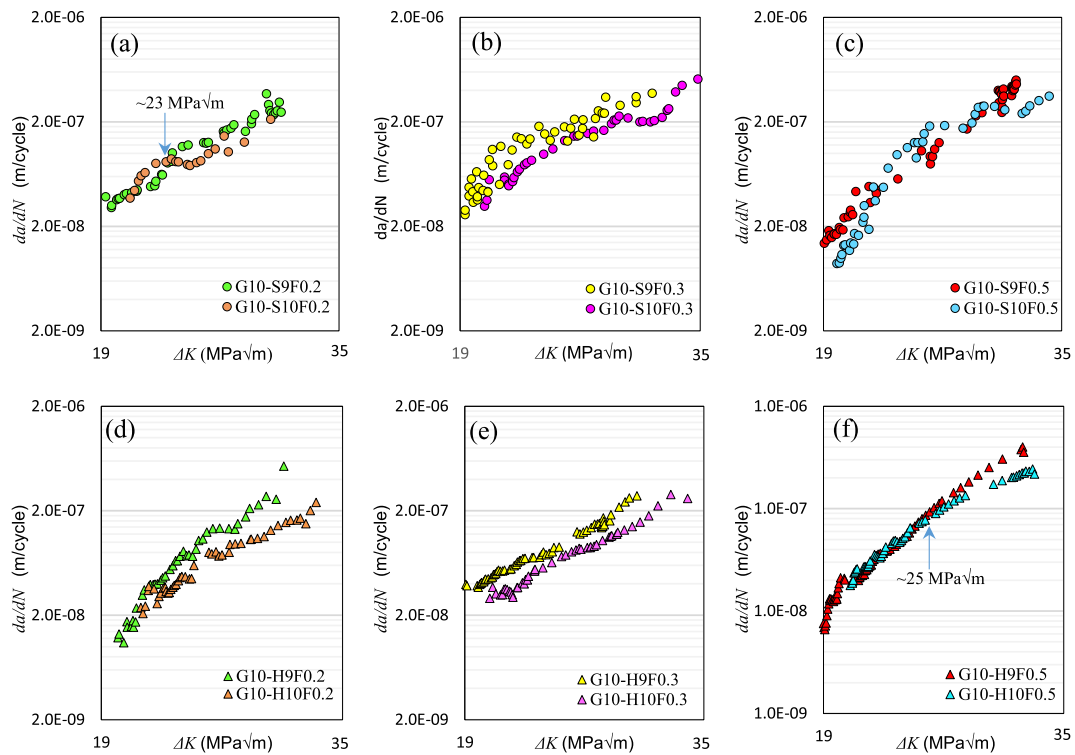 2.0E-06
(a)
~23 MPa√m
2.0E-07
2.0E-08
2.0E-09
da/dN (m/cycle)
G10-S9F0.2
G10-S10F0.2
19
ΔK (MPa√m)
35
2.0E-06
(b)
2.0E-07
2.0E-08
2.0E-09
da/dN (m/cycle)
G10-S9F0.3
G10-S10F0.3
19
ΔK (MPa√m)
35
2.0E-06
(c)
2.0E-07
2.0E-08
2.0E-09
da/dN (m/cycle)
G10-S9F0.5
G10-S10F0.5
19
ΔK (MPa√m)
35
2.0E-06
(d)
2.0E-07
2.0E-08
2.0E-09
da/dN (m/cycle)
G10-H9F0.2
G10-H10F0.2
19
ΔK (MPa√m)
35
2.0E-06
(e)
2.0E-07
2.0E-08
2.0E-09
da/dN (m/cycle)
G10-H9F0.3
G10-H10F0.3
19
ΔK (MPa√m)
35
1.0E-06
(f)
1.0E-07
~25 MPa√m
1.0E-08
1.0E-09
da/dN (m/cycle)
G10-H9F0.5
G10-H10F0.5
19
ΔK (MPa√m)
35